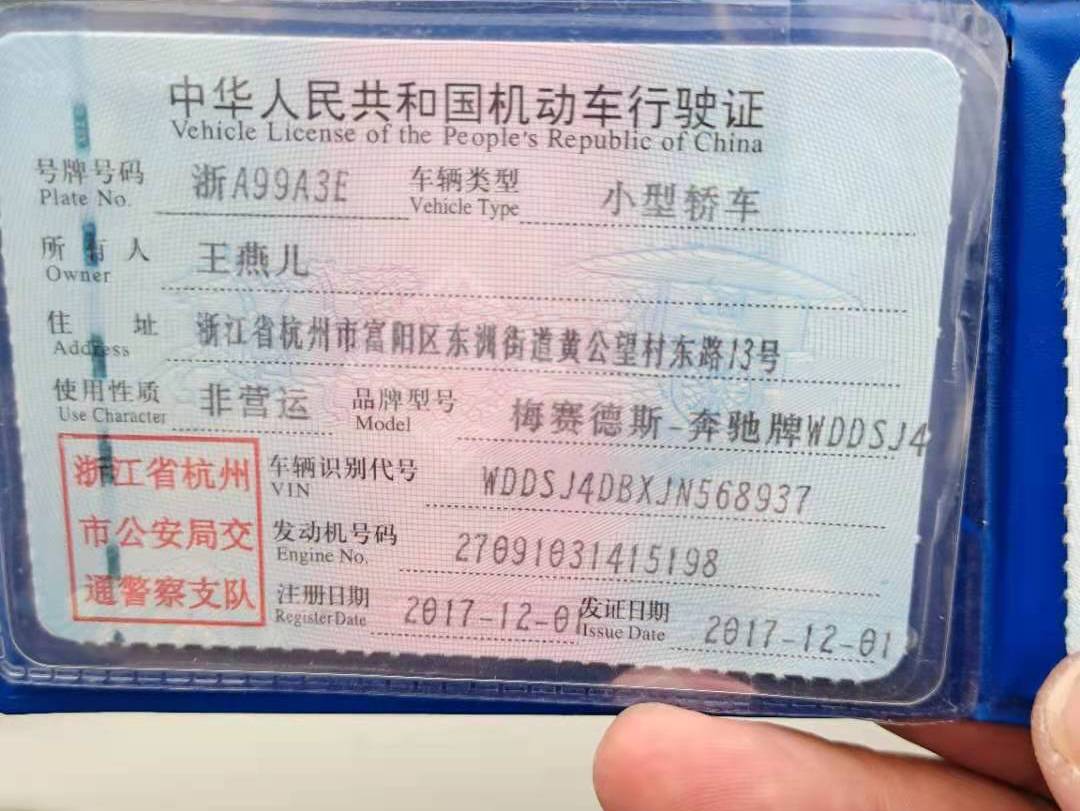 中华人民共和国机动车行驶证
Vehicle License of the People's Republic of China
号牌号码 浙A99A3E 车辆类型 小型轿车
Plate No. Vehicle Type
所有人 王燕儿
Owner
住址 浙江省杭州市富阳区东洲街道黄公望村东路13号
Address
使用性质 非营运 品牌型号 梅赛德斯-奔驰牌WDDSJ4
Use Character Model
浙江省杭州
市公安局交
通警察支队
车辆识别代号 WDDSJ4DBXJN568937
VIN
发动机号码 27091031415198
Engine No.
注册日期 2017-12-01 发证日期 2017-12-01
Register Date Issue Date